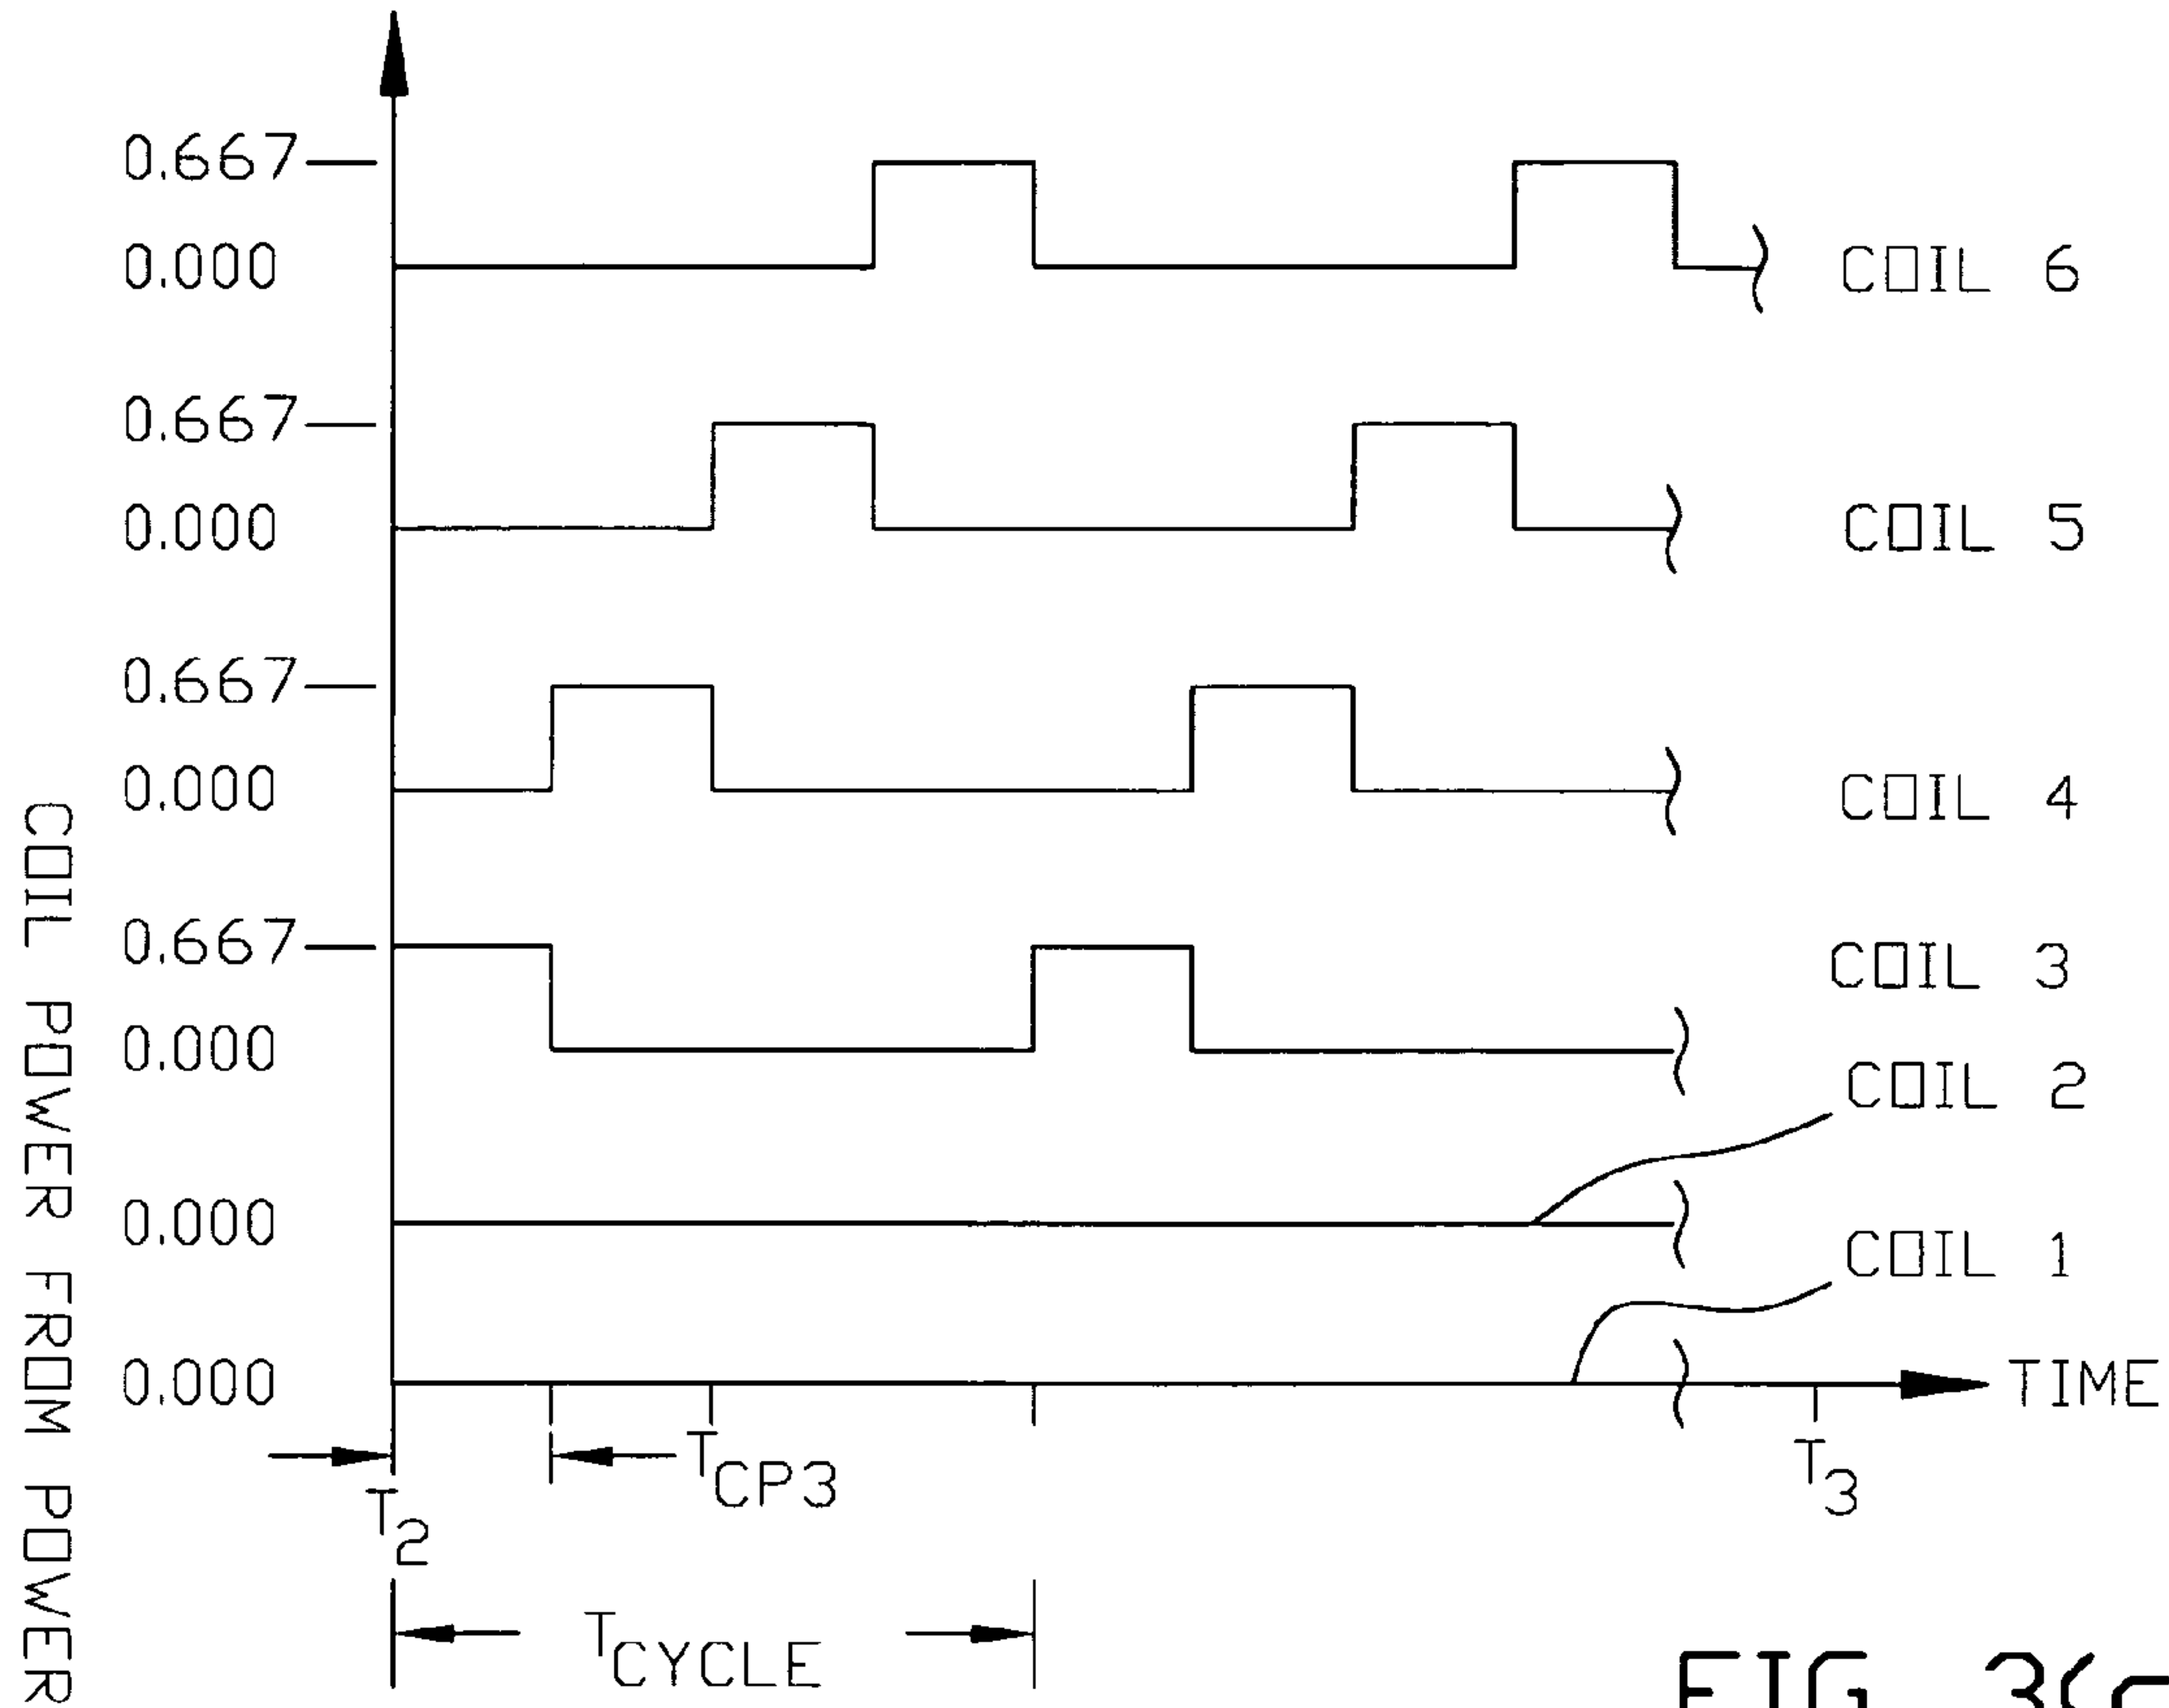 0.667
0.000
COIL 6
0.667
0.000
COIL 5
0.667
0.000
COIL 4
0.667
0.000
COIL 3
COIL 2
0.000
COIL 1
0.000
TIME
T2
TCP3
T3
TCYCLE
COIL POWER FROM POWER
FIG. 3(